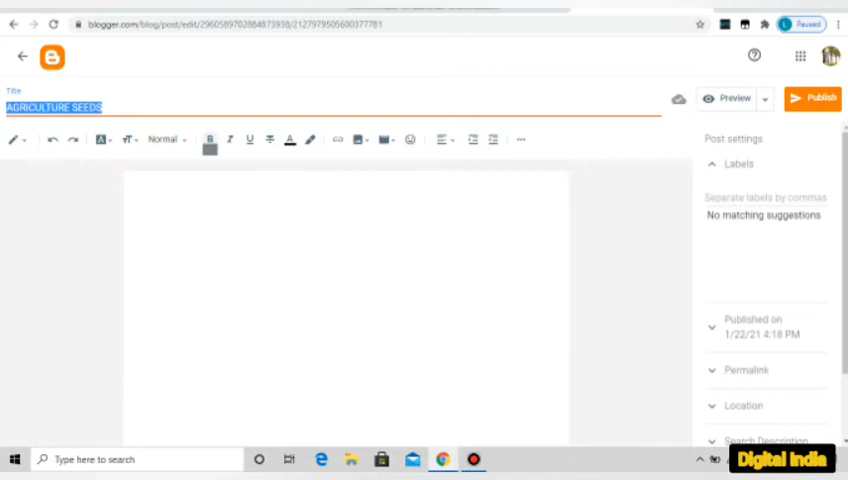 blogger.com/blog/post/edit/2960589702884873938/2127979505600377781
Paused
Title
AGRICULTURE SEEDS
Preview
Publish
Normal
B
I
U
A
Post settings
Labels
Separate labels by commas
No matching suggestions
Published on
1/22/21 4:18 PM
Permalink
Location
Search Description
Type here to search
Digital India